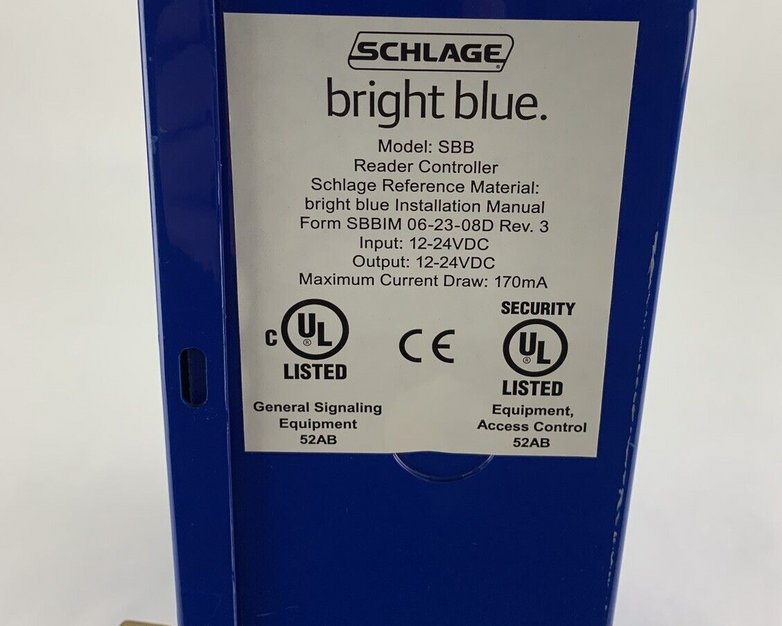 SCHLAGE®
bright blue.
Model: SBB
Reader Controller
Schlage Reference Material:
bright blue Installation Manual
Form SBBIM 06-23-08D Rev. 3
Input: 12-24VDC
Output: 12-24VDC
Maximum Current Draw: 170mA
C UL ®
LISTED
General Signaling
Equipment
52AB
CE
SECURITY
UL ®
LISTED
Equipment,
Access Control
52AB